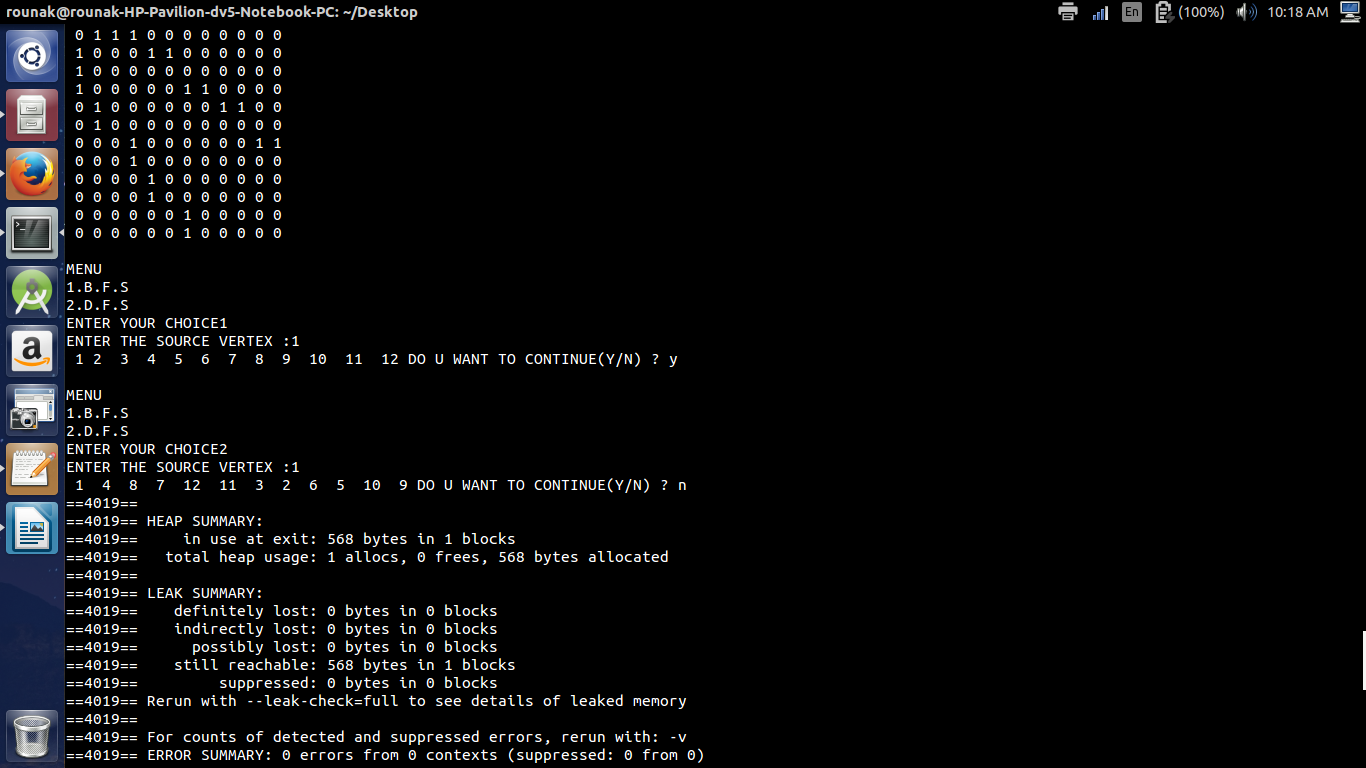 rounak@rounak-HP-Pavilion-dv5-Notebook-PC: ~/Desktop En (100%) 10:18 AM
0 1 1 1 0 0 0 0 0 0 0 0
1 0 0 0 1 1 0 0 0 0 0 0
1 0 0 0 0 0 0 0 0 0 0 0
1 0 0 0 0 0 1 1 0 0 0 0
0 1 0 0 0 0 0 0 1 1 0 0
0 1 0 0 0 0 0 0 0 0 0 0
0 0 0 1 0 0 0 0 0 0 1 1
0 0 0 1 0 0 0 0 0 0 0 0
0 0 0 0 1 0 0 0 0 0 0 0
0 0 0 0 1 0 0 0 0 0 0 0
0 0 0 0 0 0 1 0 0 0 0 0
0 0 0 0 0 0 1 0 0 0 0 0
MENU
1.B.F.S
2.D.F.S
ENTER YOUR CHOICE1
ENTER THE SOURCE VERTEX :1
1 2 3 4 5 6 7 8 9 10 11 12 DO U WANT TO CONTINUE(Y/N) ? y
MENU
1.B.F.S
2.D.F.S
ENTER YOUR CHOICE2
ENTER THE SOURCE VERTEX :1
1 4 8 7 12 11 3 2 6 5 10 9 DO U WANT TO CONTINUE(Y/N) ? n
==4019==
==4019== HEAP SUMMARY:
==4019== in use at exit: 568 bytes in 1 blocks
==4019== total heap usage: 1 allocs, 0 frees, 568 bytes allocated
==4019==
==4019== LEAK SUMMARY:
==4019== definitely lost: 0 bytes in 0 blocks
==4019== indirectly lost: 0 bytes in 0 blocks
==4019== possibly lost: 0 bytes in 0 blocks
==4019== still reachable: 568 bytes in 1 blocks
==4019== suppressed: 0 bytes in 0 blocks
==4019== Rerun with --leak-check=full to see details of leaked memory
==4019==
==4019== For counts of detected and suppressed errors, rerun with: -v
==4019== ERROR SUMMARY: 0 errors from 0 contexts (suppressed: 0 from 0)